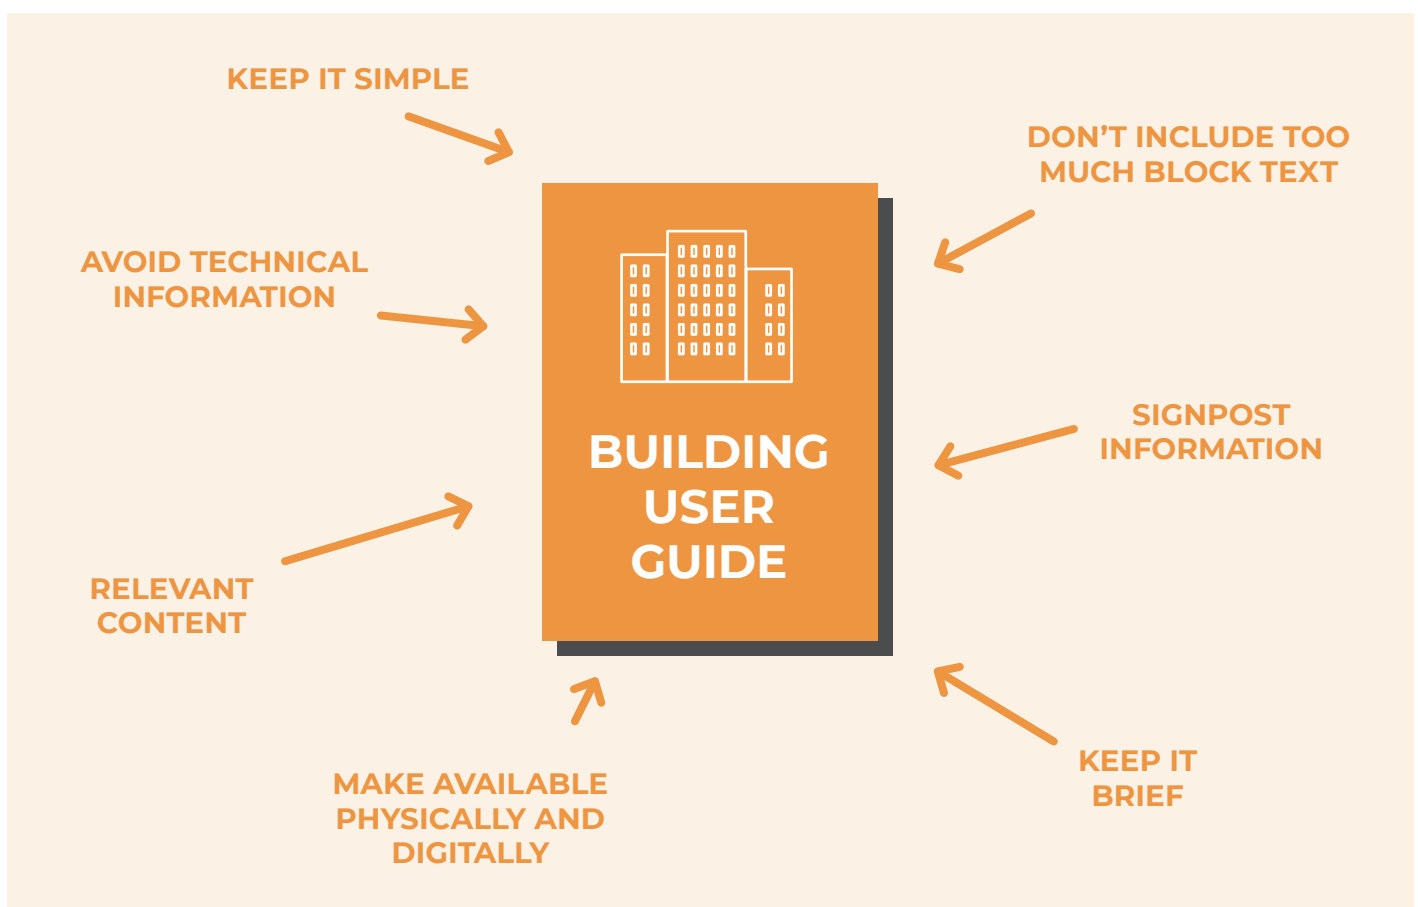 KEEP IT SIMPLE
DON’T INCLUDE TOO
MUCH BLOCK TEXT
AVOID TECHNICAL
INFORMATION
SIGNPOST
INFORMATION
BUILDING
USER
GUIDE
RELEVANT
CONTENT
KEEP IT
BRIEF
MAKE AVAILABLE
PHYSICALLY AND
DIGITALLY